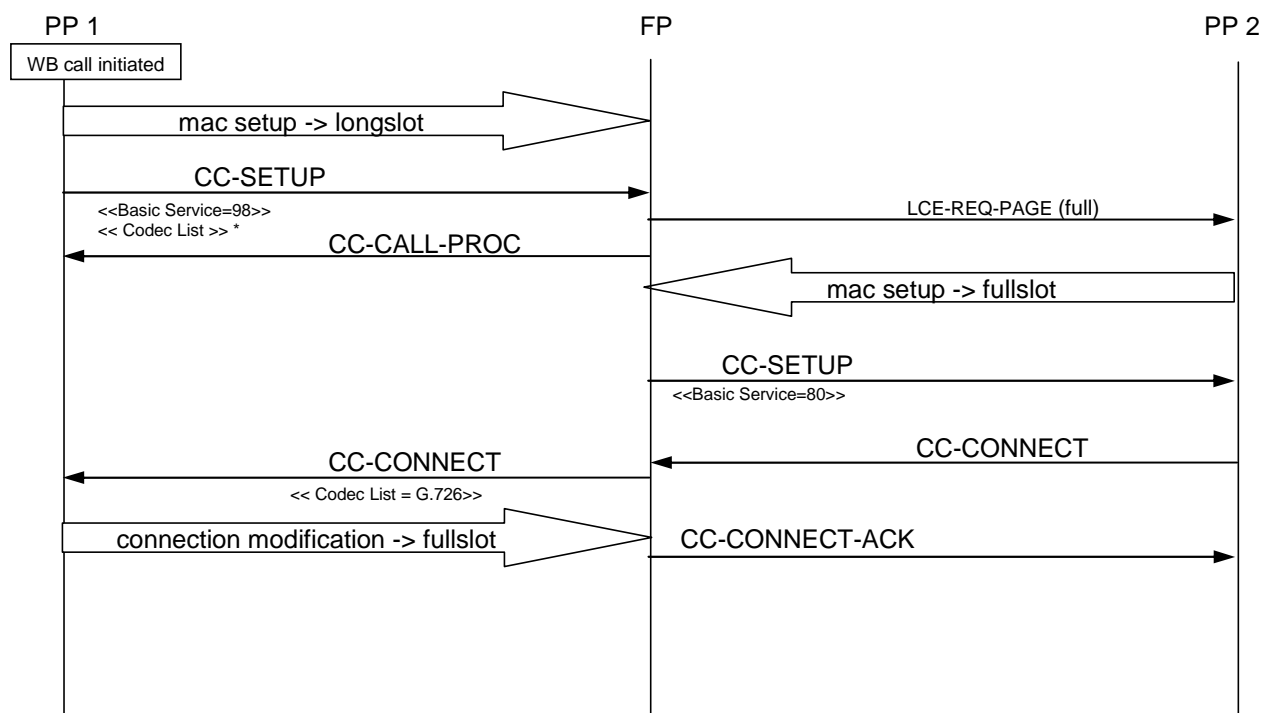 PP 1
FP
PP 2
WB call initiated
mac setup -> longslot
CC-SETUP
<<Basic Service=98>>
<< Codec List >> *
LCE-REQ-PAGE (full)
CC-CALL-PROC
mac setup -> fullslot
CC-SETUP
<<Basic Service=80>>
CC-CONNECT
CC-CONNECT
<< Codec List = G.726>>
connection modification -> fullslot
CC-CONNECT-ACK